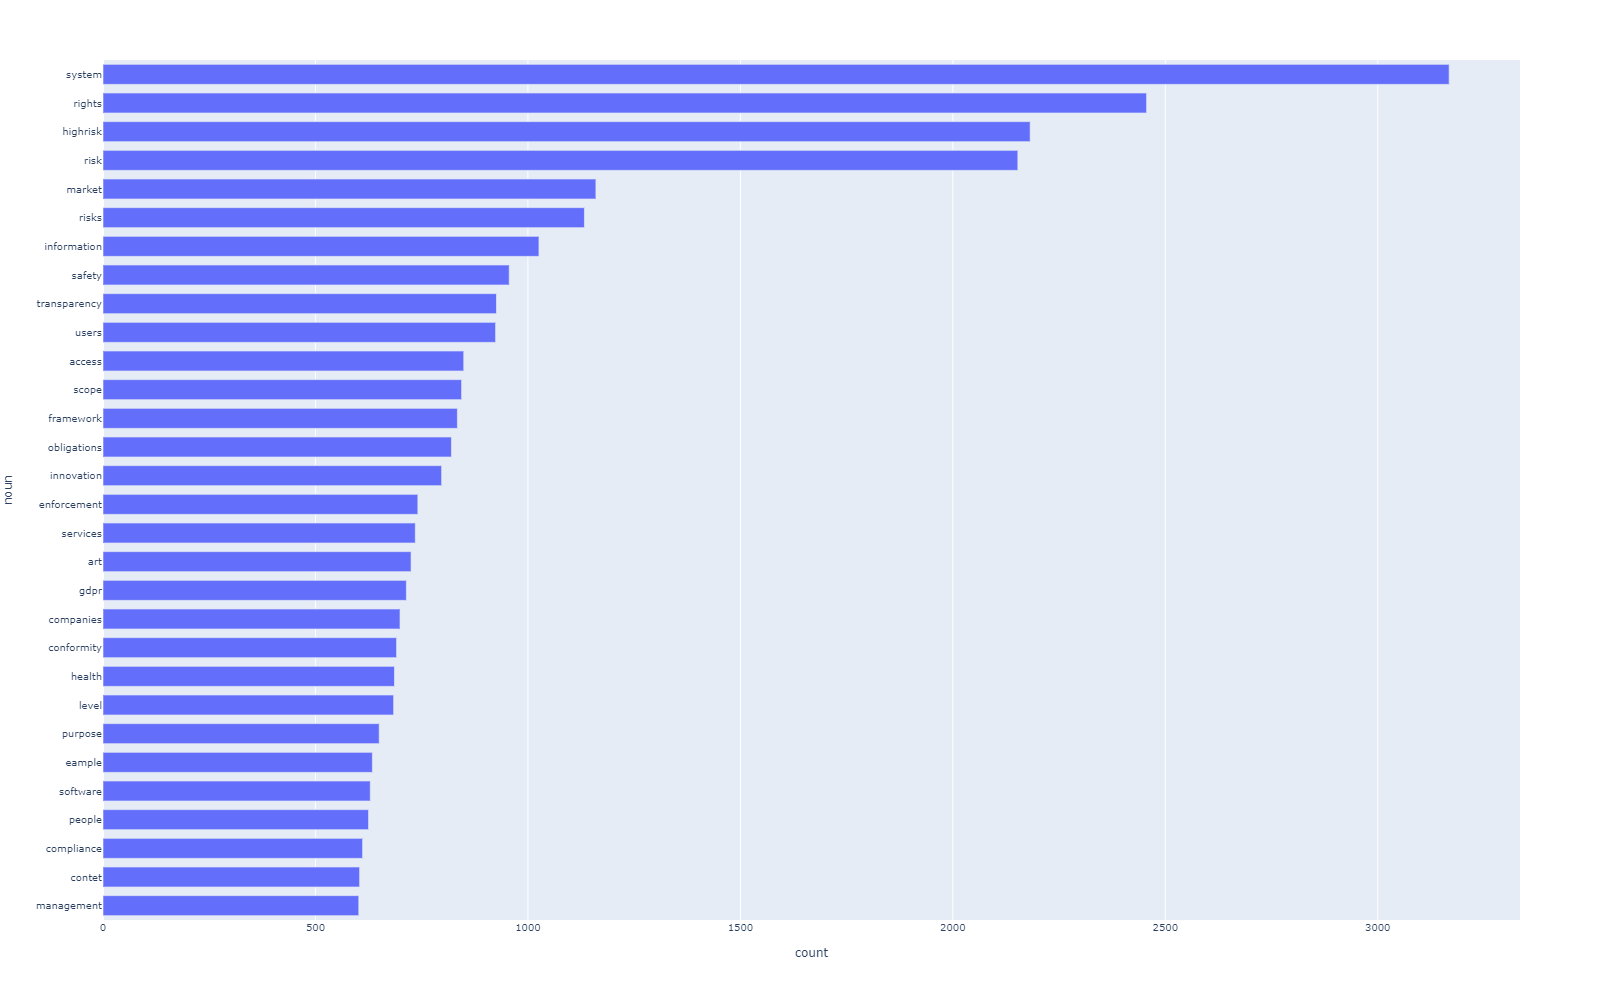 system
rights
highrisk
risk
market
risks
information
safety
transparency
users
access
scope
framework
obligations
innovation
enforcement
services
art
gdpr
companies
conformity
health
level
purpose
eample
software
people
compliance
contet
management
noun
0 500 1000 1500 2000 2500 3000
count